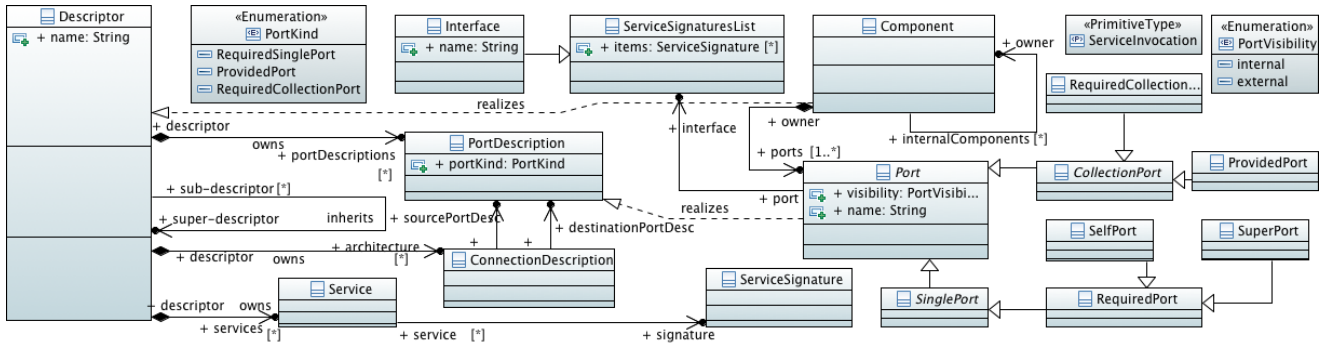 Descriptor
+ name: String
«Enumeration»
PortKind
RequiredSinglePort
ProvidedPort
RequiredCollectionPort
Interface
+ name: String
ServiceSignaturesList
+ items: ServiceSignature [*]
Component
+ owner
«PrimitiveType»
ServiceInvocation
«Enumeration»
PortVisibility
internal
external
RequiredCollection...
realizes
+ descriptor
owns
+ portDescriptions
[*]
PortDescription
+ portKind: PortKind
+ interface
+ owner
+ internalComponents [*]
+ ports [1..*]
Port
+ visibility: PortVisibi...
+ name: String
+ port
CollectionPort
ProvidedPort
+ sub-descriptor [*]
+ super-descriptor
inherits
+ sourcePortDesc
realizes
+ destinationPortDesc
SelfPort
SuperPort
+ architecture
[*]
+ descriptor
owns
+
+
ConnectionDescription
ServiceSignature
SinglePort
RequiredPort
- descriptor
owns
Service
+ services
[*]
+ service
[*]
+ signature